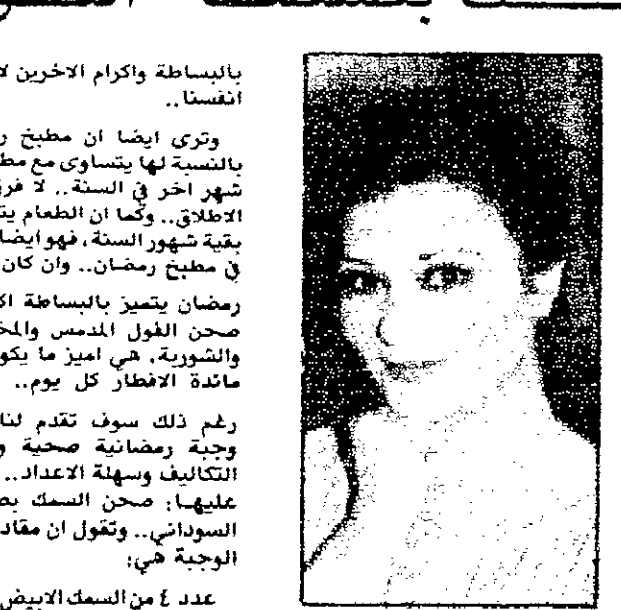 بالبساطة واكرام الاخرين لا
انفسنا..
وترى ايضا ان مطبخ ر
بالنسبة لها يتساوى مع مط
شهر اخر في السنة.. لا فرق
الاطلاق.. وكما ان الطعام يت
بقية شهور السنة، فهو ايضا
في مطبخ رمضان.. وان كان
رمضان يتميز بالبساطة اك
صحن الفول المدمس والمخ
والشوربة، هي اميز ما يكو
مائدة الافطار كل يوم..
رغم ذلك سوف تقدم لنا
وجبة رمضانية صحية و
التكاليف وسهلة الاعداد..
عليها: صحن السمك بص
السوداني.. وتقول ان مقاد
الوجبة هي:
عدد ٤ من السمك الابيض